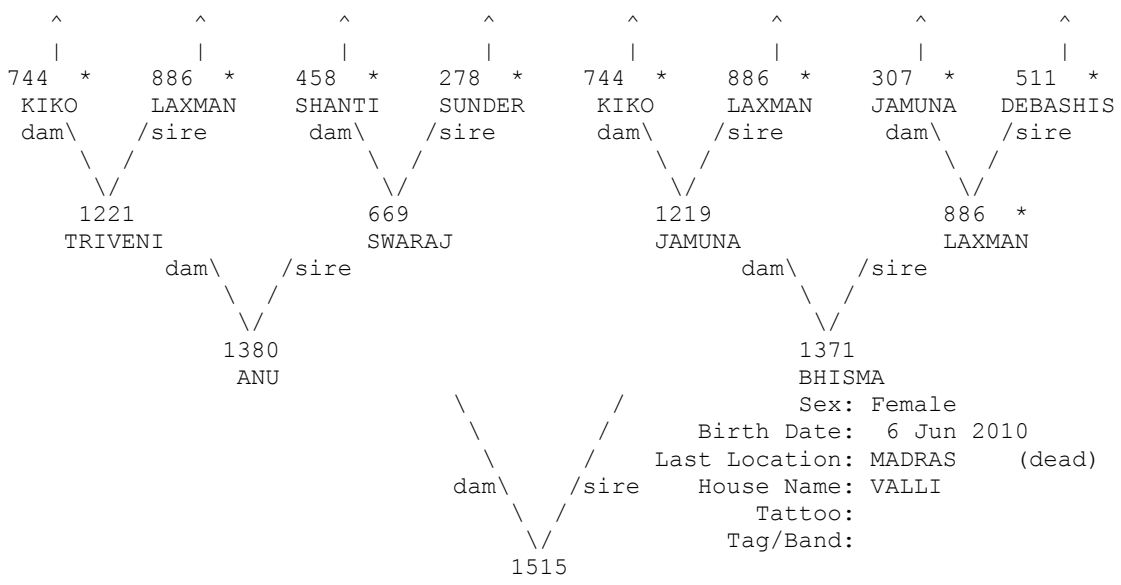 ^ ^ ^ ^ ^ ^ ^ ^
| | | | | | | |
744 * 886 * 458 * 278 * 744 * 886 * 307 * 511 *
KIKO LAXMAN SHANTI SUNDER KIKO LAXMAN JAMUNA DEBASHIS
dam\ /sire dam\ /sire dam\ /sire dam\ /sire
\ / \ / \ / \ /
\/ \/ \/ \/
1221 669 1219 886 *
TRIVENI SWARAJ JAMUNA LAXMAN
dam\ /sire dam\ /sire
\ / \ /
\/ \/
1380 1371
ANU BHISMA
\ / Sex: Female
\ / Birth Date: 6 Jun 2010
\ / Last Location: MADRAS (dead)
dam\ /sire House Name: VALLI
\ / Tattoo:
\/ Tag/Band:
1515